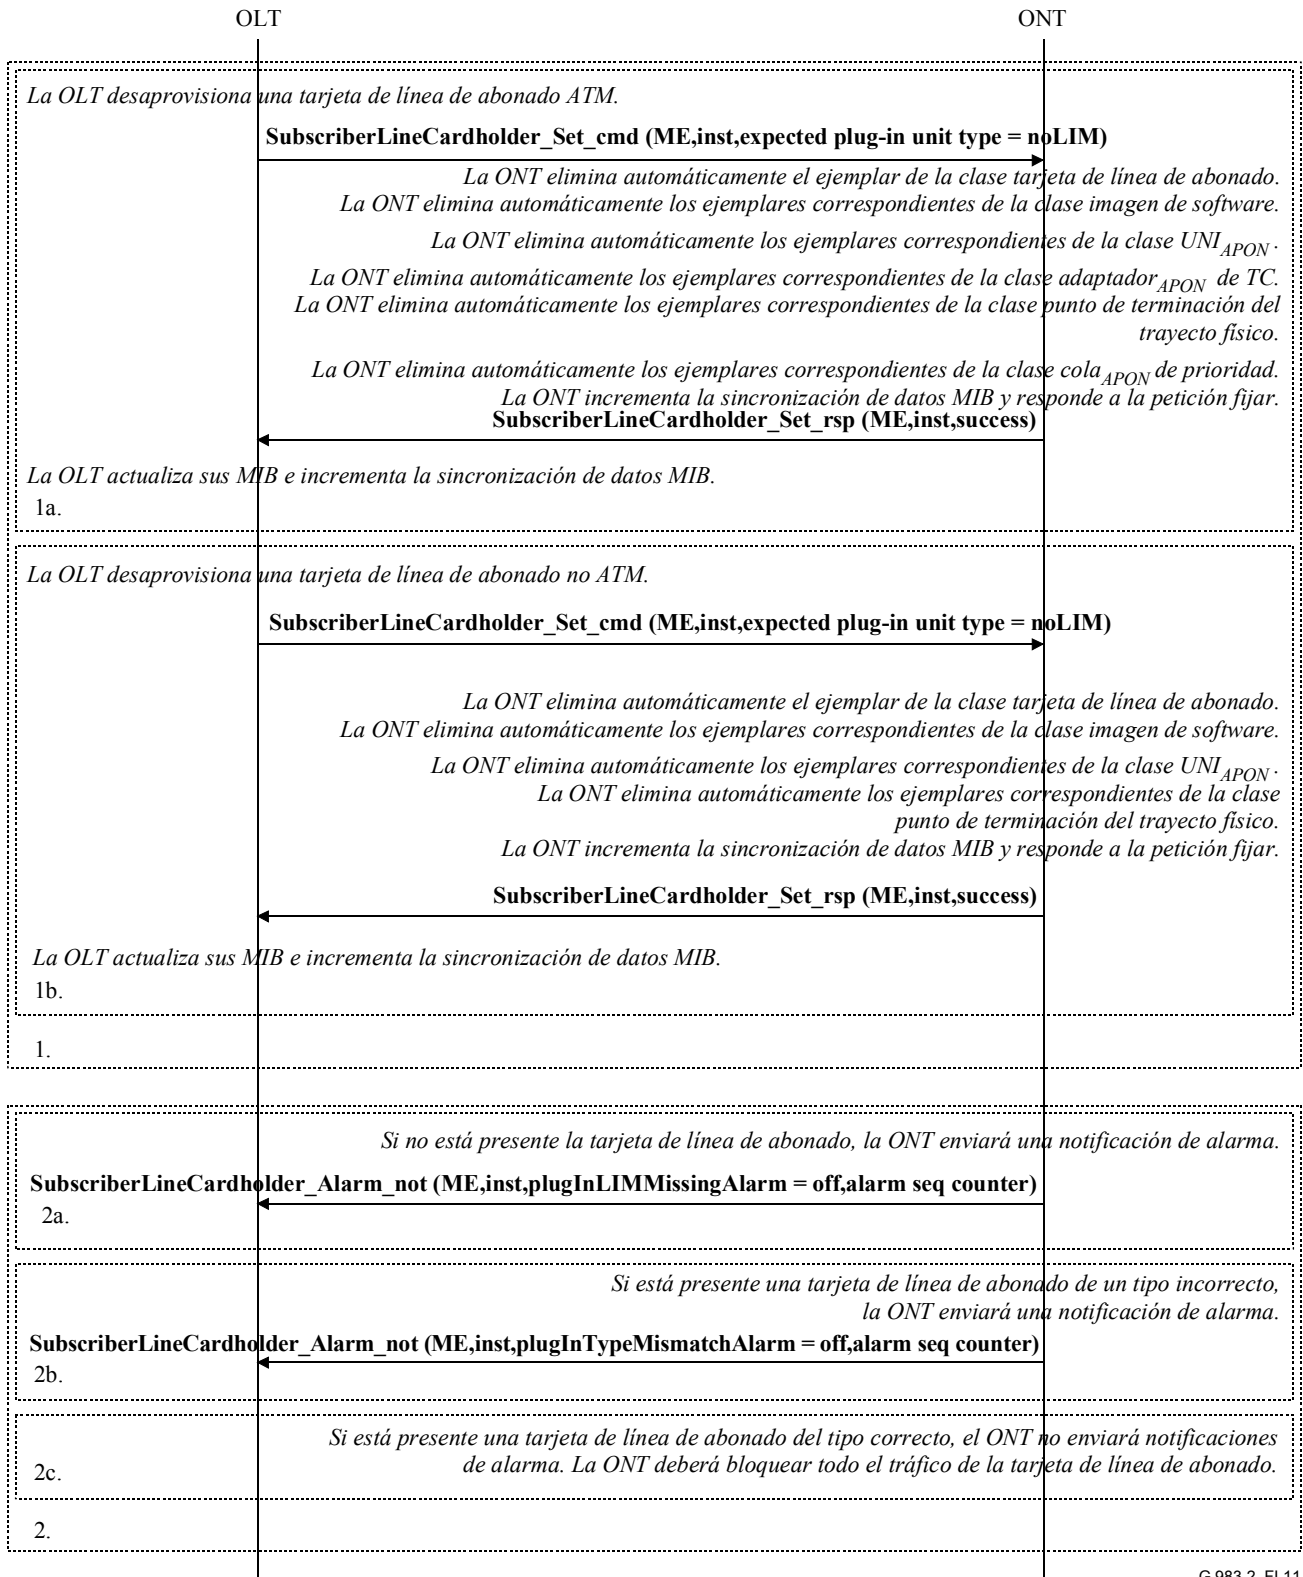 OLT ONT
La OLT desaprovisiona una tarjeta de línea de abonado ATM.
SubscriberLineCardholder_Set_cmd (ME,inst,expected plug-in unit type = noLIM)
La ONT elimina automáticamente el ejemplar de la clase tarjeta de línea de abonado.
La ONT elimina automáticamente los ejemplares correspondientes de la clase imagen de software.
La ONT elimina automáticamente los ejemplares correspondientes de la clase UNI_APON.
La ONT elimina automáticamente los ejemplares correspondientes de la clase adaptador_APON de TC.
La ONT elimina automáticamente los ejemplares correspondientes de la clase punto de terminación del
trayecto físico.
La ONT elimina automáticamente los ejemplares correspondientes de la clase cola_APON de prioridad.
La ONT incrementa la sincronización de datos MIB y responde a la petición fijar.
SubscriberLineCardholder_Set_rsp (ME,inst,success)
La OLT actualiza sus MIB e incrementa la sincronización de datos MIB.
1a.
La OLT desaprovisiona una tarjeta de línea de abonado no ATM.
SubscriberLineCardholder_Set_cmd (ME,inst,expected plug-in unit type = noLIM)
La ONT elimina automáticamente el ejemplar de la clase tarjeta de línea de abonado.
La ONT elimina automáticamente los ejemplares correspondientes de la clase imagen de software.
La ONT elimina automáticamente los ejemplares correspondientes de la clase UNI_APON.
La ONT elimina automáticamente los ejemplares correspondientes de la clase
punto de terminación del trayecto físico.
La ONT incrementa la sincronización de datos MIB y responde a la petición fijar.
SubscriberLineCardholder_Set_rsp (ME,inst,success)
La OLT actualiza sus MIB e incrementa la sincronización de datos MIB.
1b.
1.
Si no está presente la tarjeta de línea de abonado, la ONT enviará una notificación de alarma.
SubscriberLineCardholder_Alarm_not (ME,inst,plugInLIMMissingAlarm = off,alarm seq counter)
2a.
Si está presente una tarjeta de línea de abonado de un tipo incorrecto,
la ONT enviará una notificación de alarma.
SubscriberLineCardholder_Alarm_not (ME,inst,plugInTypeMismatchAlarm = off,alarm seq counter)
2b.
Si está presente una tarjeta de línea de abonado del tipo correcto, el ONT no enviará notificaciones
de alarma. La ONT deberá bloquear todo el tráfico de la tarjeta de línea de abonado.
2c.
2.